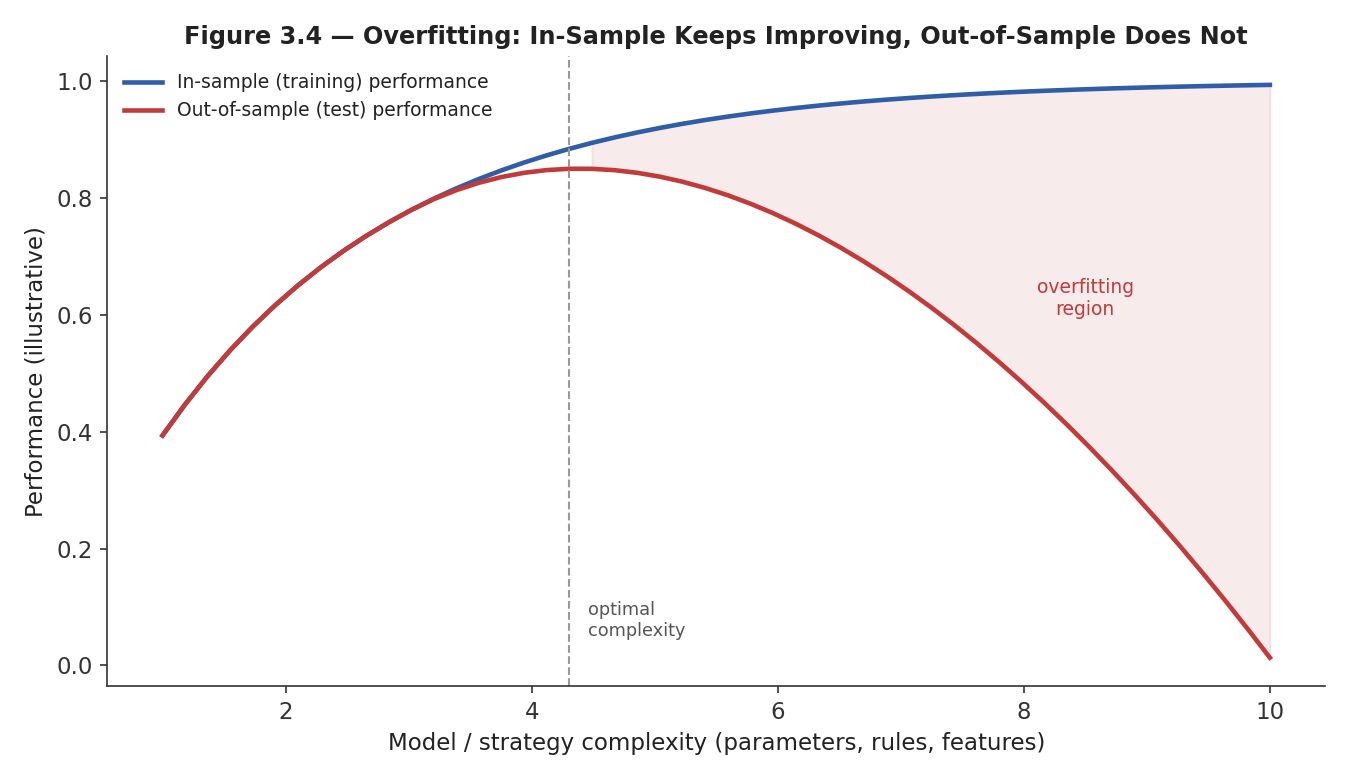 Figure 3.4 — Overfitting: In-Sample Keeps Improving, Out-of-Sample Does Not
In-sample (training) performance
Out-of-sample (test) performance
Performance (illustrative)
1.0
0.8
0.6
0.4
0.2
0.0
overfitting
region
optimal
complexity
2
4
6
8
10
Model / strategy complexity (parameters, rules, features)